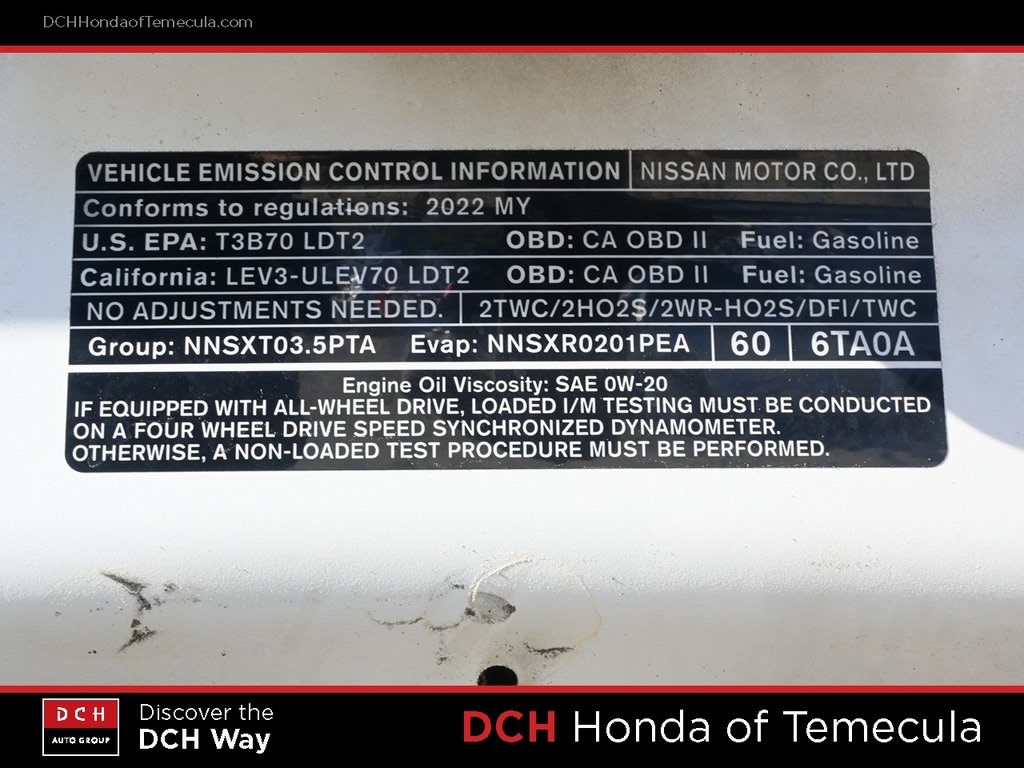 DCHHondaofTemecula.com
VEHICLE EMISSION CONTROL INFORMATION NISSAN MOTOR CO., LTD
Conforms to regulations: 2022 MY
U.S. EPA: T3B70 LDT2 OBD: CA OBD II Fuel: Gasoline
California: LEV3-ULEV70 LDT2 OBD: CA OBD II Fuel: Gasoline
NO ADJUSTMENTS NEEDED. 2TWC/2HO2S/2WR-HO2S/DFI/TWC
Group: NNSXT03.5PTA Evap: NNSXR0201PEA 60 6TA0A
Engine Oil Viscosity: SAE 0W-20
IF EQUIPPED WITH ALL-WHEEL DRIVE, LOADED I/M TESTING MUST BE CONDUCTED
ON A FOUR WHEEL DRIVE SPEED SYNCHRONIZED DYNAMOMETER.
OTHERWISE, A NON-LOADED TEST PROCEDURE MUST BE PERFORMED.
DCH
AUTO GROUP
Discover the
DCH Way
DCH Honda of Temecula